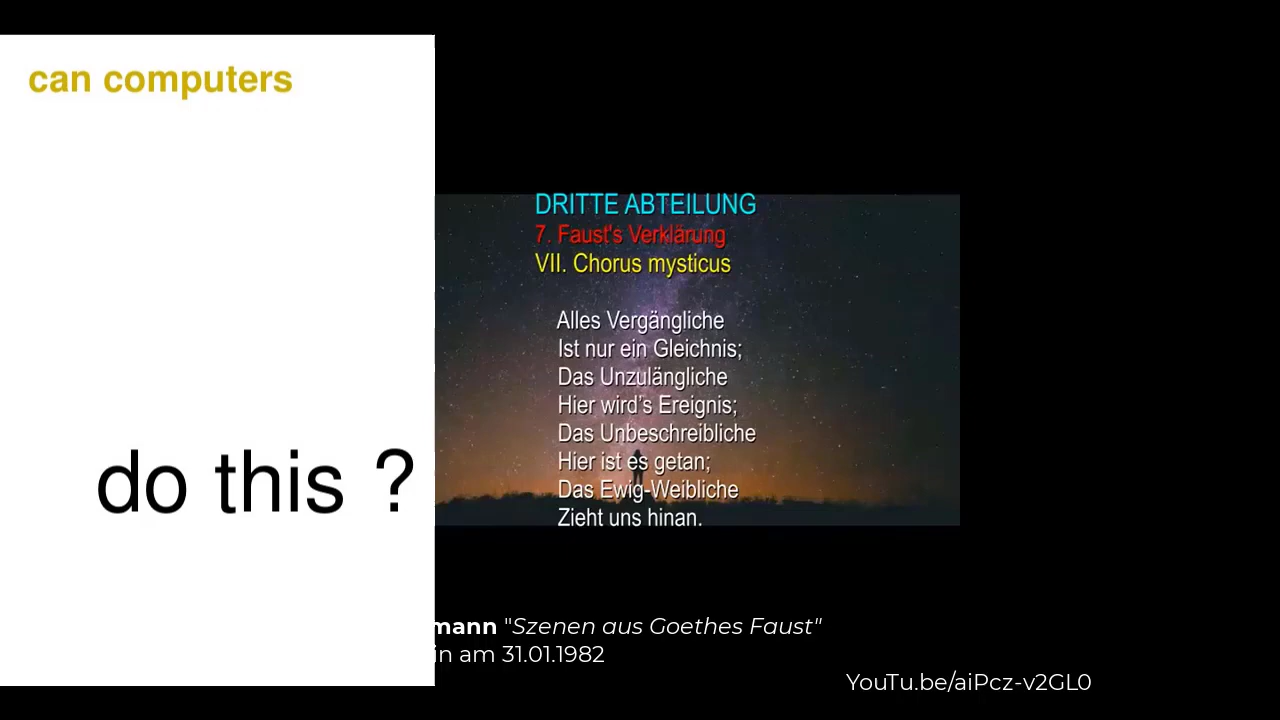 can computers
do this ?
DRITTE ABTEILUNG
7. Faust's Verklärung
VII. Chorus mysticus
Alles Vergängliche
Ist nur ein Gleichnis;
Das Unzulängliche
Hier wird's Ereignis;
Das Unbeschreibliche
Hier ist es getan;
Das Ewig-Weibliche
Zieht uns hinan.
mann "Szenen aus Goethes Faust"
in am 31.01.1982
YouTu.be/aiPcz-v2GL0